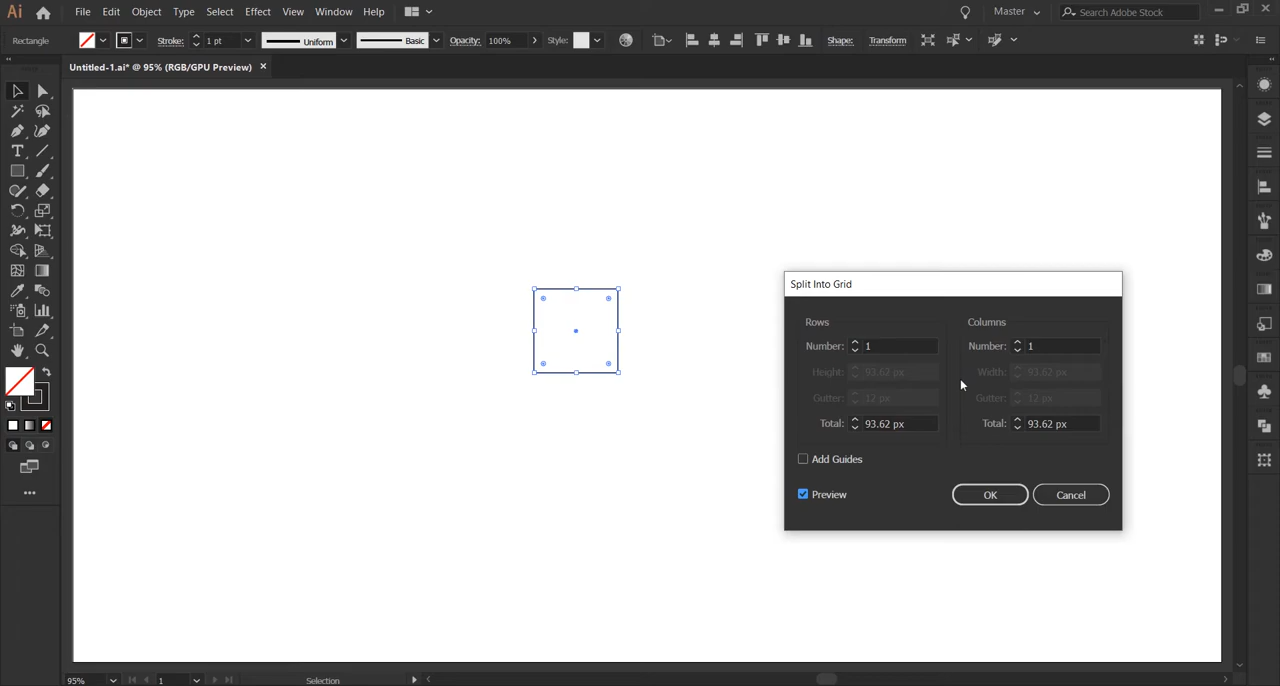 Ai File Edit Object Type Select Effect View Window Help Master Search Adobe Stock
Rectangle Stroke: 1 pt Uniform Basic Opacity: 100% Style: Shape: Transform
Untitled-1.ai* @ 95% (RGB/GPU Preview) ×
T
Split Into Grid
Rows Columns
Number: 1 Number: 1
Height: 93.62 px Width: 93.62 px
Gutter: 12 px Gutter: 12 px
Total: 93.62 px Total: 93.62 px
Add Guides
Preview OK Cancel
95% 1 Selection